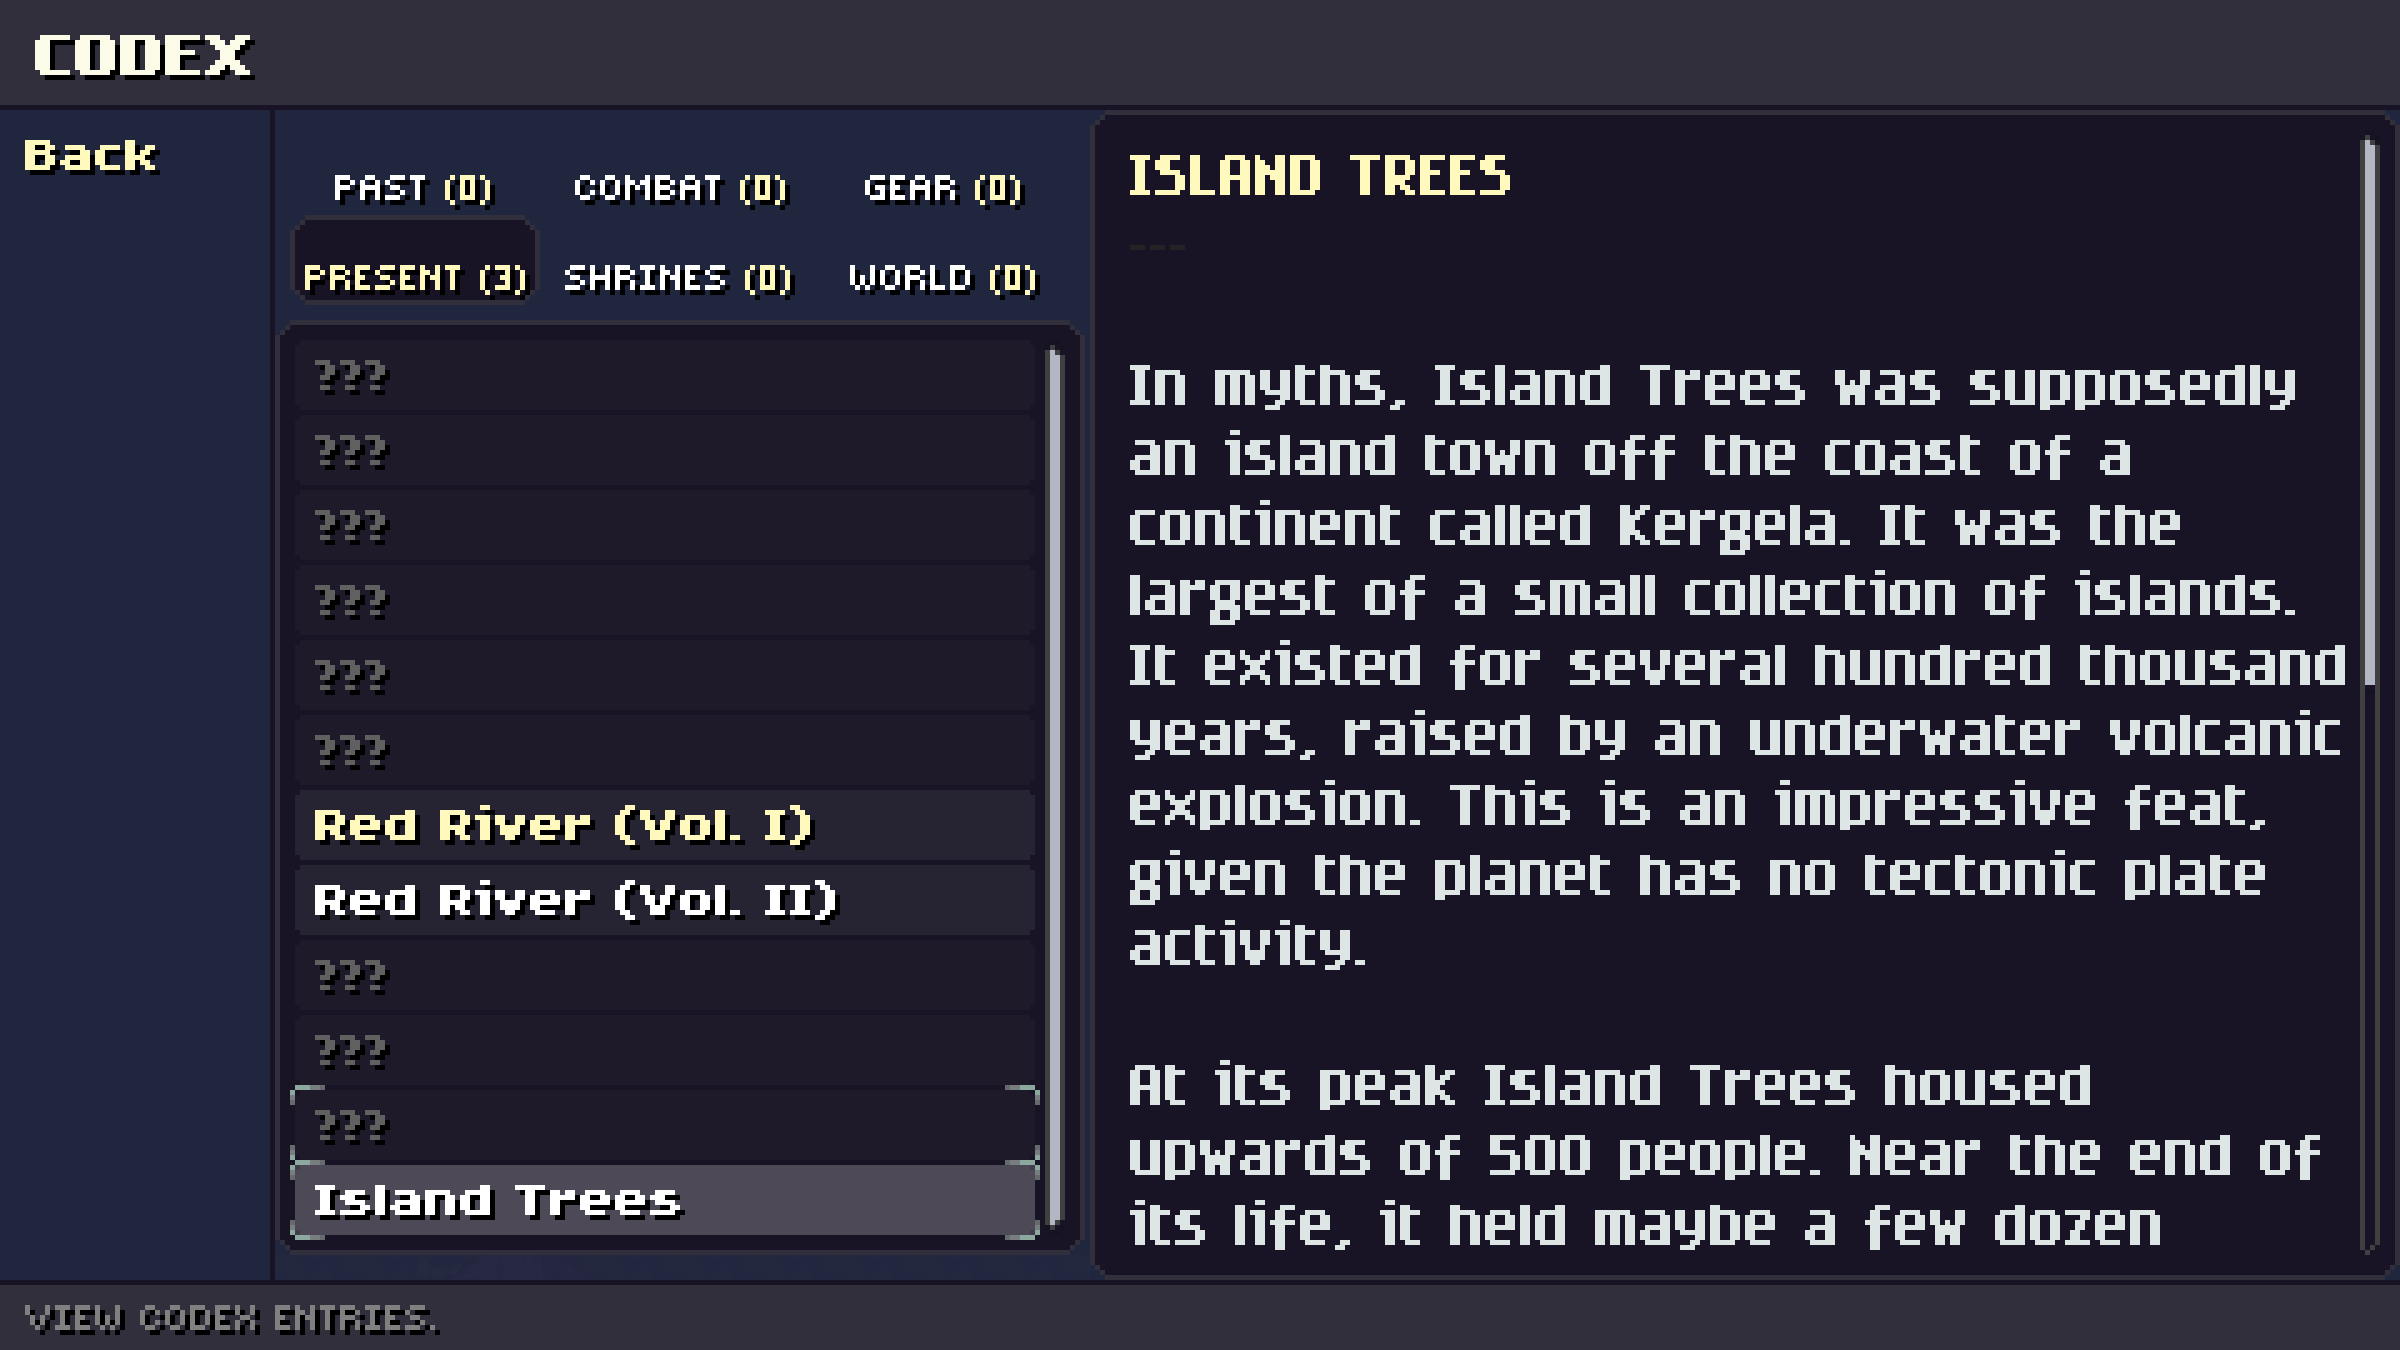 CODEX
Back
PAST (0)
COMBAT (0)
GEAR (0)
PRESENT (3)
SHRINES (0)
WORLD (0)
???
???
???
???
???
???
Red River (Vol. I)
Red River (Vol. II)
???
???
???
Island Trees
ISLAND TREES
---
In myths, Island Trees was supposedly
an island town off the coast of a
continent called Kergela. It was the
largest of a small collection of islands.
It existed for several hundred thousand
years, raised by an underwater volcanic
explosion. This is an impressive feat,
given the planet has no tectonic plate
activity.
At its peak Island Trees housed
upwards of 500 people. Near the end of
its life, it held maybe a few dozen
VIEW CODEX ENTRIES.